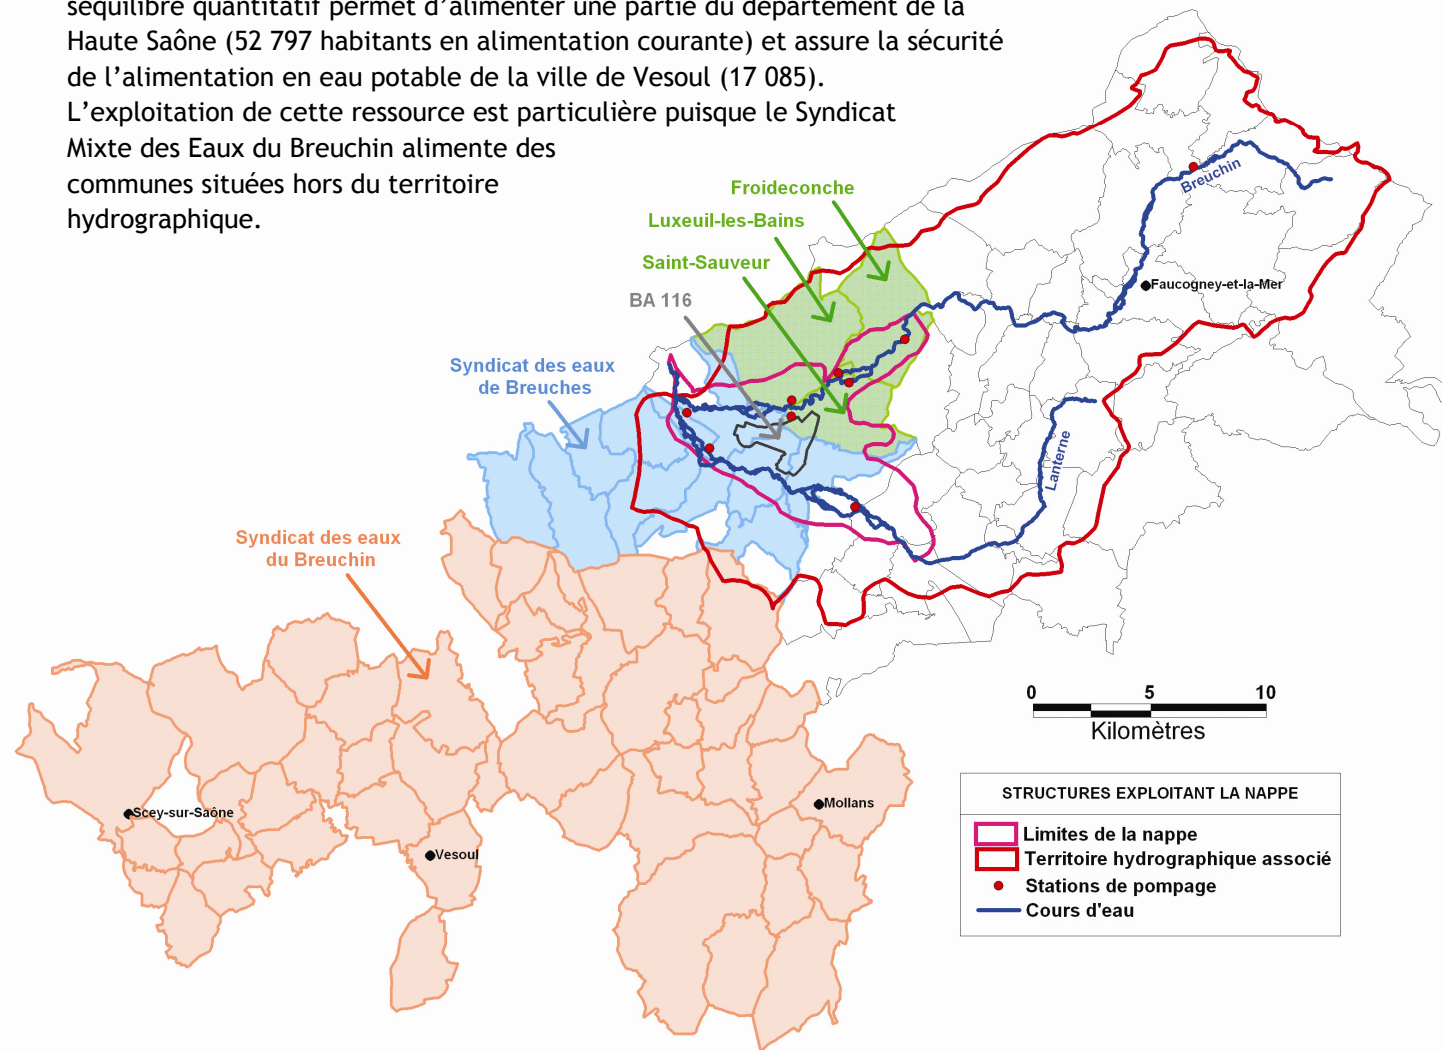 séquilibre quantitatif permet d'alimenter une partie du département de la
Haute Saône (52 797 habitants en alimentation courante) et assure la sécurité
de l'alimentation en eau potable de la ville de Vesoul (17 085).
L'exploitation de cette ressource est particulière puisque le Syndicat
Mixte des Eaux du Breuchin alimente des
communes situées hors du territoire
hydrographique.
Froideconche
Luxeuil-les-Bains
Saint-Sauveur
BA 116
Syndicat des eaux
de Breuches
Syndicat des eaux
du Breuchin
Breuchin
Faucogney-et-la-Mer
Lanterne
Scey-sur-Saône
Vesoul
Mollans
0 5 10
Kilomètres
STRUCTURES EXPLOITANT LA NAPPE
Limites de la nappe
Territoire hydrographique associé
Stations de pompage
Cours d'eau